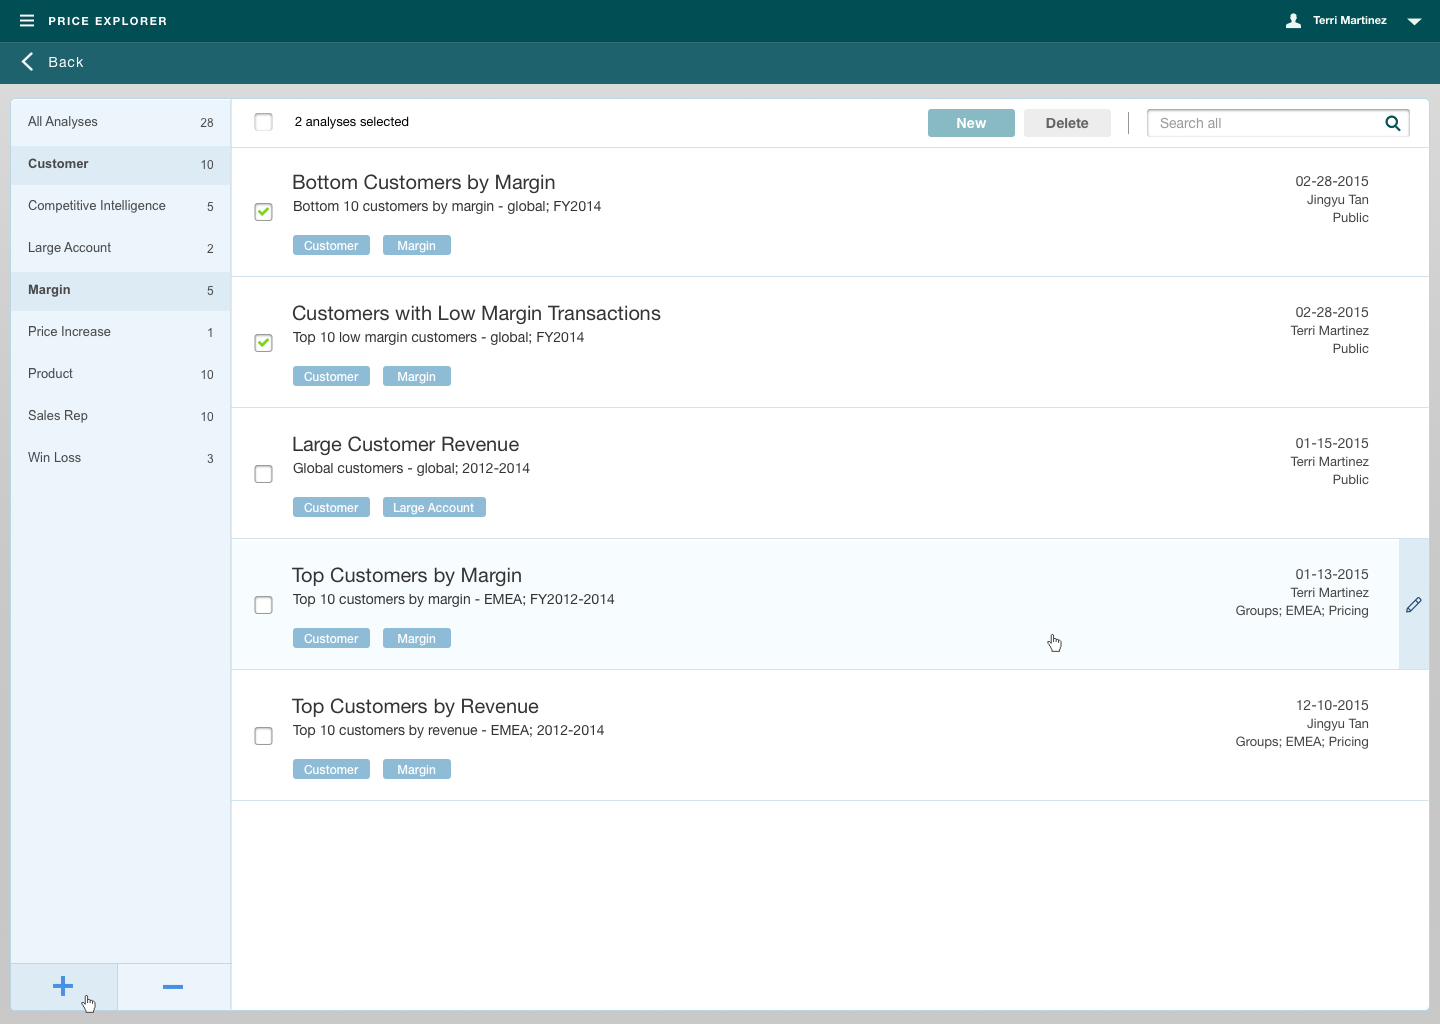 PRICE EXPLORER
Terri Martinez
Back
All Analyses 28
Customer 10
Competitive Intelligence 5
Large Account 2
Margin 5
Price Increase 1
Product 10
Sales Rep 10
Win Loss 3
2 analyses selected
New
Delete
Search all
Bottom Customers by Margin
Bottom 10 customers by margin - global; FY2014
Customer
Margin
02-28-2015
Jingyu Tan
Public
Customers with Low Margin Transactions
Top 10 low margin customers - global; FY2014
Customer
Margin
02-28-2015
Terri Martinez
Public
Large Customer Revenue
Global customers - global; 2012-2014
Customer
Large Account
01-15-2015
Terri Martinez
Public
Top Customers by Margin
Top 10 customers by margin - EMEA; FY2012-2014
Customer
Margin
01-13-2015
Terri Martinez
Groups; EMEA; Pricing
Top Customers by Revenue
Top 10 customers by revenue - EMEA; 2012-2014
Customer
Margin
12-10-2015
Jingyu Tan
Groups; EMEA; Pricing